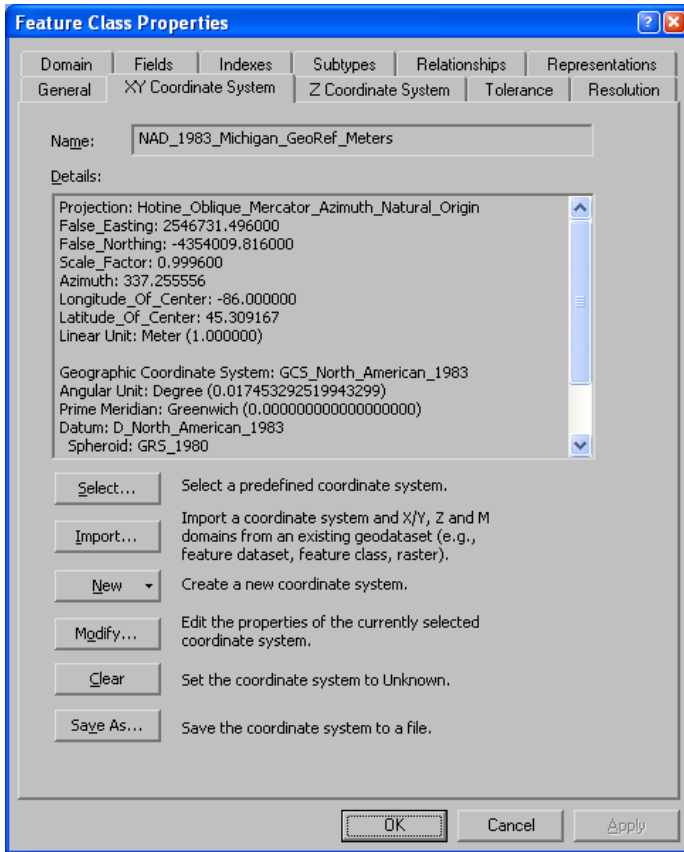 Feature Class Properties
Domain Fields Indexes Subtypes Relationships Representations
General XY Coordinate System Z Coordinate System Tolerance Resolution
Name: NAD_1983_Michigan_GeoRef_Meters
Details:
Projection: Hotine_Oblique_Mercator_Azimuth_Natural_Origin
False_Easting: 2546731.496000
False_Northing: -4354009.816000
Scale_Factor: 0.999600
Azimuth: 337.255556
Longitude_Of_Center: -86.000000
Latitude_Of_Center: 45.309167
Linear Unit: Meter (1.000000)
Geographic Coordinate System: GCS_North_American_1983
Angular Unit: Degree (0.017453292519943299)
Prime Meridian: Greenwich (0.000000000000000000)
Datum: D_North_American_1983
Spheroid: GRS_1980
Select... Select a predefined coordinate system.
Import... Import a coordinate system and X/Y, Z and M
domains from an existing geodataset (e.g.,
feature dataset, feature class, raster).
New Create a new coordinate system.
Modify... Edit the properties of the currently selected
coordinate system.
Clear Set the coordinate system to Unknown.
Save As... Save the coordinate system to a file.
OK Cancel Apply